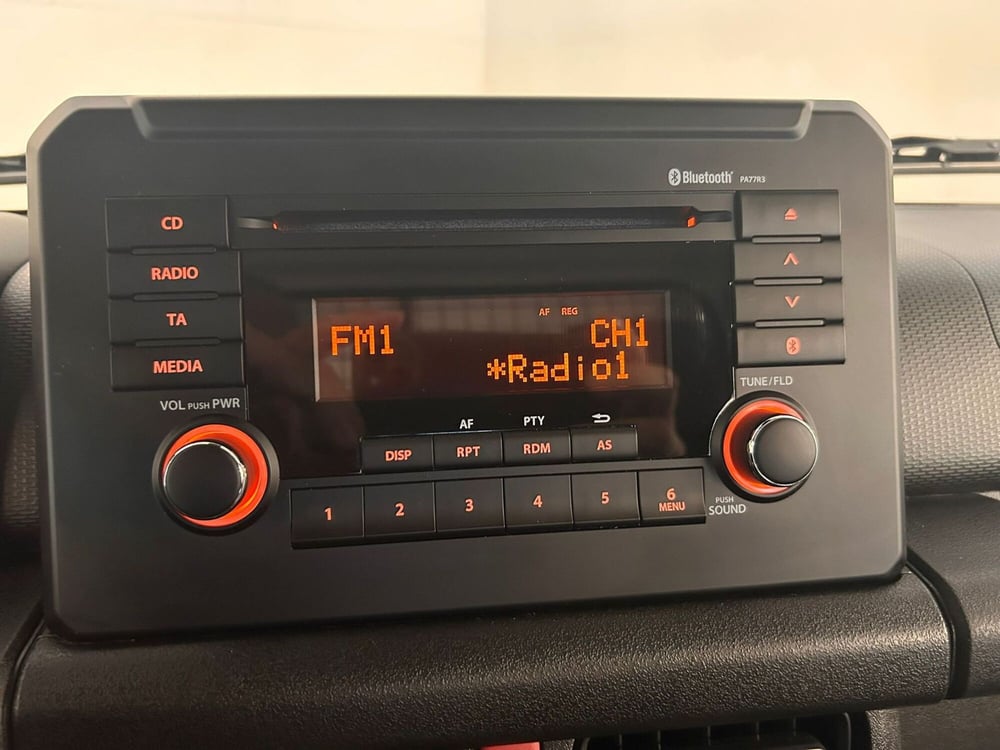 Bluetooth® PA77R3
CD
RADIO
TA
MEDIA
AF REG
FM1 CH1
*Radio1
VOL PUSH PWR
TUNE/FLD
AF PTY
DISP RPT RDM AS
1 2 3 4 5 6
MENU
PUSH
SOUND